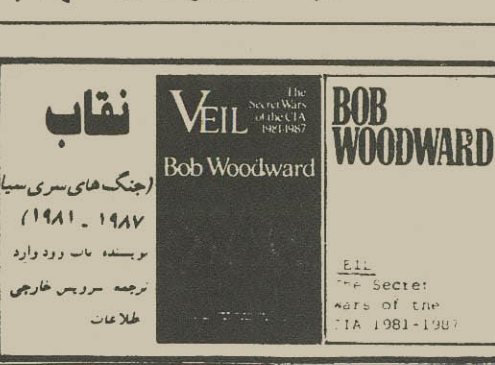 نقاب
(جنگ های سری سیا
۱۹۸۱ ـ ۱۹۸۷)
نویسنده باب وودوارد
ترجمه سرویس خارجی
طلاعات
VEIL
The
Secret Wars
of the CIA
1981-1987
Bob Woodward
BOB
WOODWARD
EIL
The Secret
wars of the
CIA 1981-1987